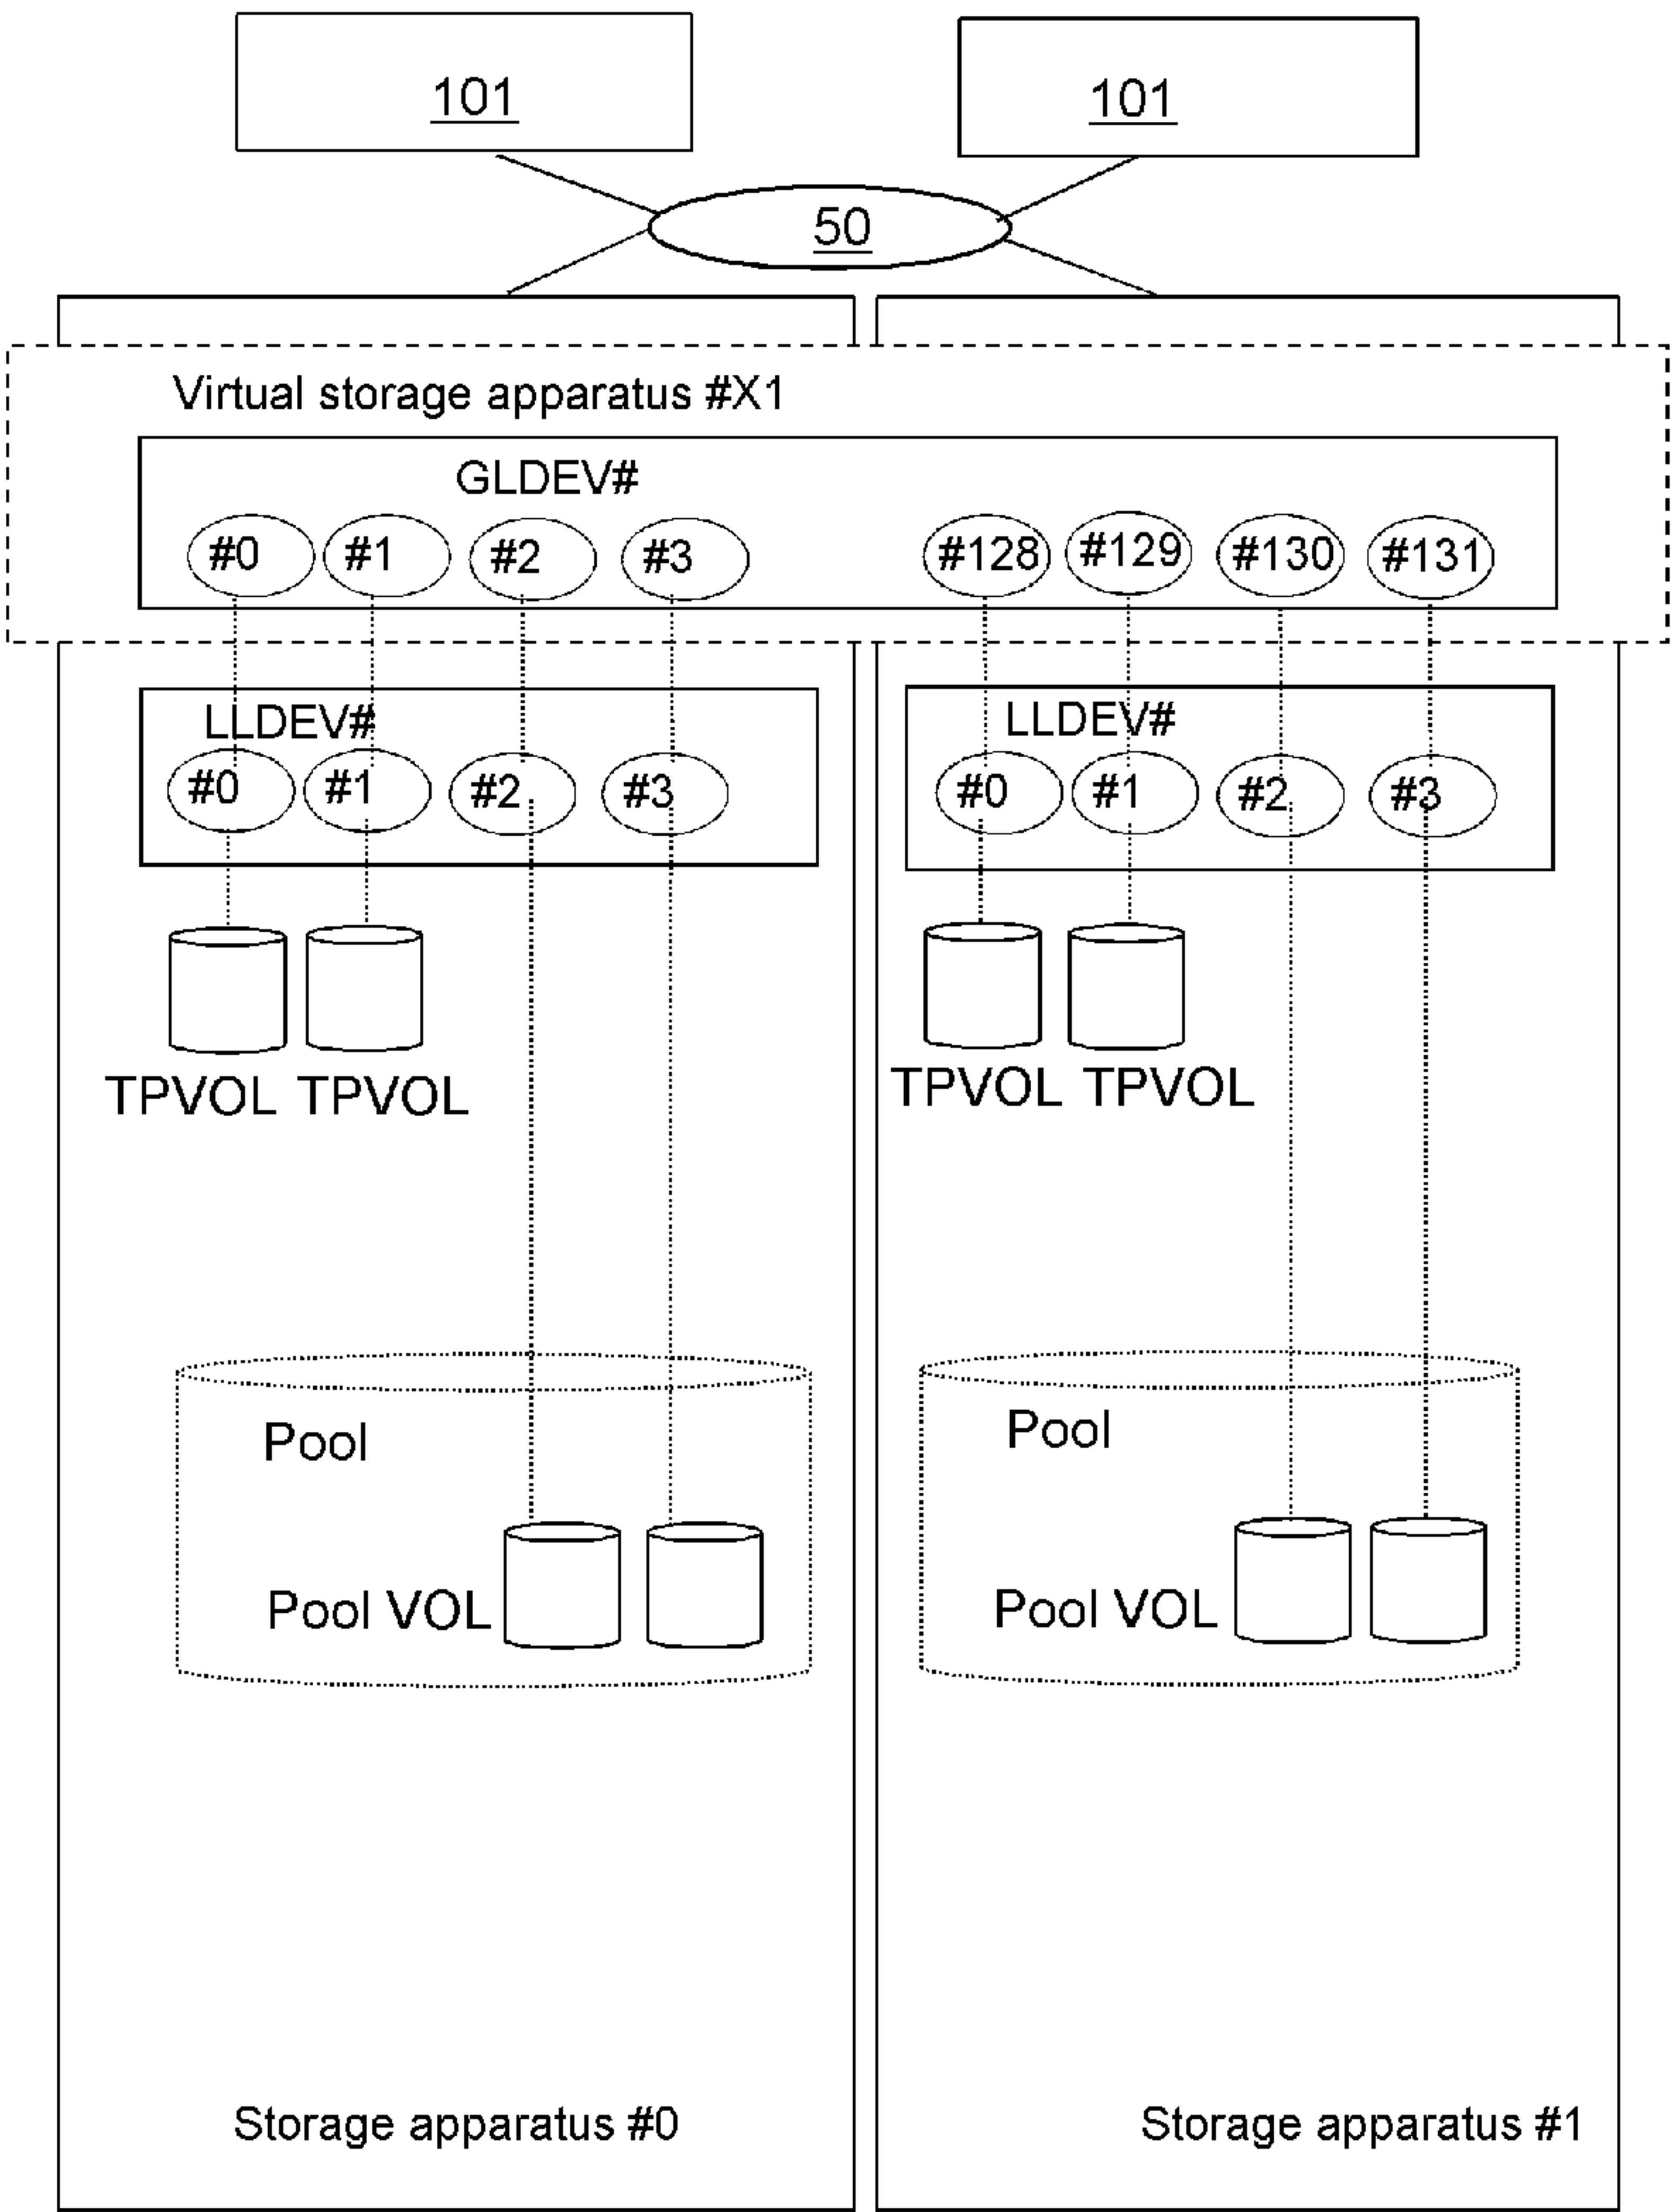 101 101
50
Virtual storage apparatus #X1
GLDEV#
#0 #1 #2 #3 #128 #129 #130 #131
LLDEV# LLDEV#
#0 #1 #2 #3 #0 #1 #2 #3
TPVOL TPVOL TPVOL TPVOL
Pool Pool
Pool VOL Pool VOL
Storage apparatus #0 Storage apparatus #1